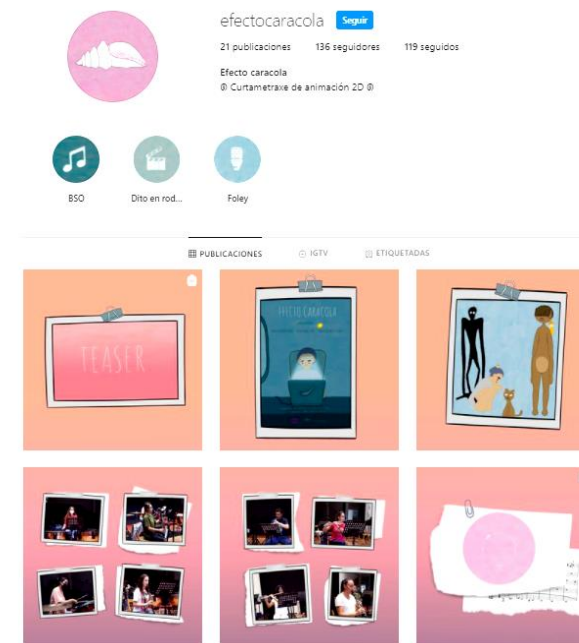 efectocaracola Seguir
21 publicaciones 136 seguidores 119 seguidos
Efecto caracola
Curtametraxe de animación 2D
BSO Dito en rod... Foley
PUBLICACIONES IGTV ETIQUETADAS
TEASER
EFECTO CARACOLA